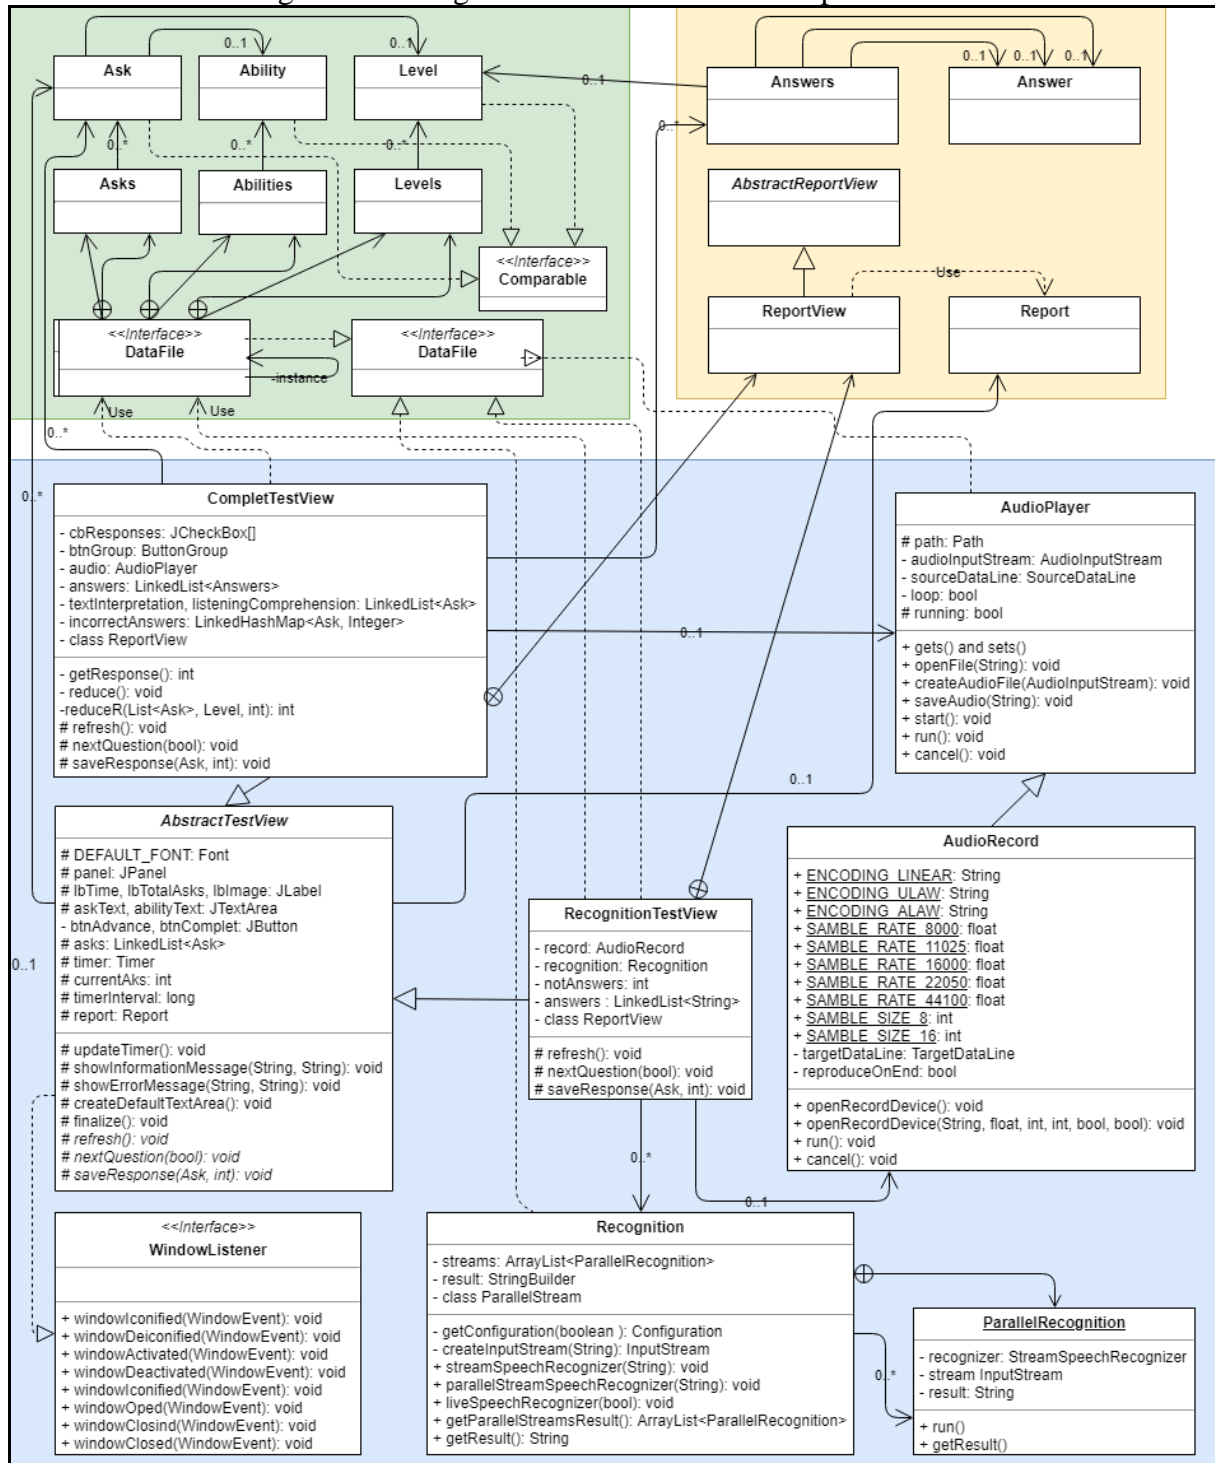 0..1
0..1
0..1
0..1
0..1
Ask
Ability
Level
Answers
Answer
0..1
0..*
0..*
0..*
0..*
Asks
Abilities
Levels
AbstractReportView
<<Interface>>
Comparable
Use
ReportView
Report
<<Interface>>
DataFile
<<Interface>>
DataFile
-instance
Use
Use
0..*
0..*
CompletTestView
- cbResponses: JCheckBox[]
- btnGroup: ButtonGroup
- audio: AudioPlayer
- answers: LinkedList<Answers>
- textInterpretation, listeningComprehension: LinkedList<Ask>
- incorrectAnswers: LinkedHashMap<Ask, Integer>
- class ReportView
- getResponse(): int
- reduce(): void
-reduceR(List<Ask>, Level, int): int
# refresh(): void
# nextQuestion(bool): void
# saveResponse(Ask, int): void
0..1
AudioPlayer
# path: Path
- audioInputStream: AudioInputStream
- sourceDataLine: SourceDataLine
- loop: bool
# running: bool
+ gets() and sets()
+ openFile(String): void
+ createAudioFile(AudioInputStream): void
+ saveAudio(String): void
+ start(): void
+ run(): void
+ cancel(): void
0..1
AbstractTestView
# DEFAULT_FONT: Font
# panel: JPanel
# lbTime, lbTotalAsks, lbImage: JLabel
# askText, abilityText: JTextArea
- btnAdvance, btnComplet: JButton
# asks: LinkedList<Ask>
# timer: Timer
# currentAks: int
# timerInterval: long
# report: Report
# updateTimer(): void
# showInformationMessage(String, String): void
# showErrorMessage(String, String): void
# createDefaultTextArea(): void
# finalize(): void
# refresh(): void
# nextQuestion(bool): void
# saveResponse(Ask, int): void
0..1
RecognitionTestView
- record: AudioRecord
- recognition: Recognition
- notAnswers: int
- answers : LinkedList<String>
- class ReportView
# refresh(): void
# nextQuestion(bool): void
# saveResponse(Ask, int): void
AudioRecord
+ ENCODING_LINEAR: String
+ ENCODING_ULAW: String
+ ENCODING_ALAW: String
+ SAMBLE_RATE_8000: float
+ SAMBLE_RATE_11025: float
+ SAMBLE_RATE_16000: float
+ SAMBLE_RATE_22050: float
+ SAMBLE_RATE_44100: float
+ SAMBLE_SIZE_8: int
+ SAMBLE_SIZE_16: int
- targetDataLine: TargetDataLine
- reproduceOnEnd: bool
+ openRecordDevice(): void
+ openRecordDevice(String, float, int, int, bool, bool): void
+ run(): void
+ cancel(): void
0..*
0..1
<<Interface>>
WindowListener
+ windowIconified(WindowEvent): void
+ windowDeiconified(WindowEvent): void
+ windowActivated(WindowEvent): void
+ windowDeactivated(WindowEvent): void
+ windowIconified(WindowEvent): void
+ windowOped(WindowEvent): void
+ windowClosind(WindowEvent): void
+ windowClosed(WindowEvent): void
Recognition
- streams: ArrayList<ParallelRecognition>
- result: StringBuilder
- class ParallelStream
- getConfiguration(boolean ): Configuration
- createInputStream(String): InputStream
+ streamSpeechRecognizer(String): void
+ parallelStreamSpeechRecognizer(String): void
+ liveSpeechRecognizer(bool): void
+ getParallelStreamsResult(): ArrayList<ParallelRecognition>
+ getResult(): String
0..*
ParallelRecognition
- recognizer: StreamSpeechRecognizer
- stream InputStream
- result: String
+ run()
+ getResult()